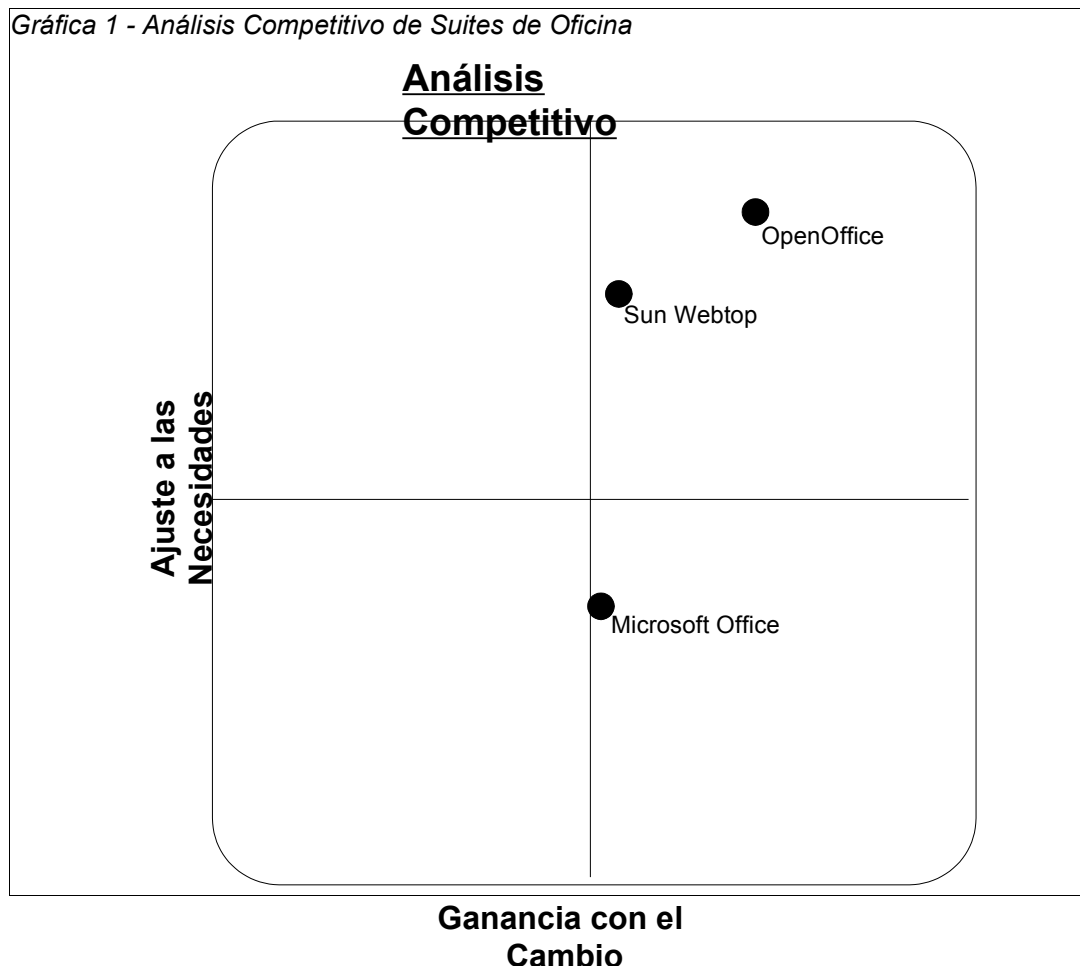 Gráfica 1 - Análisis Competitivo de Suites de Oficina
Análisis
Competitivo
OpenOffice
Sun Webtop
Ajuste a las
Necesidades
Microsoft Office
Ganancia con el
Cambio